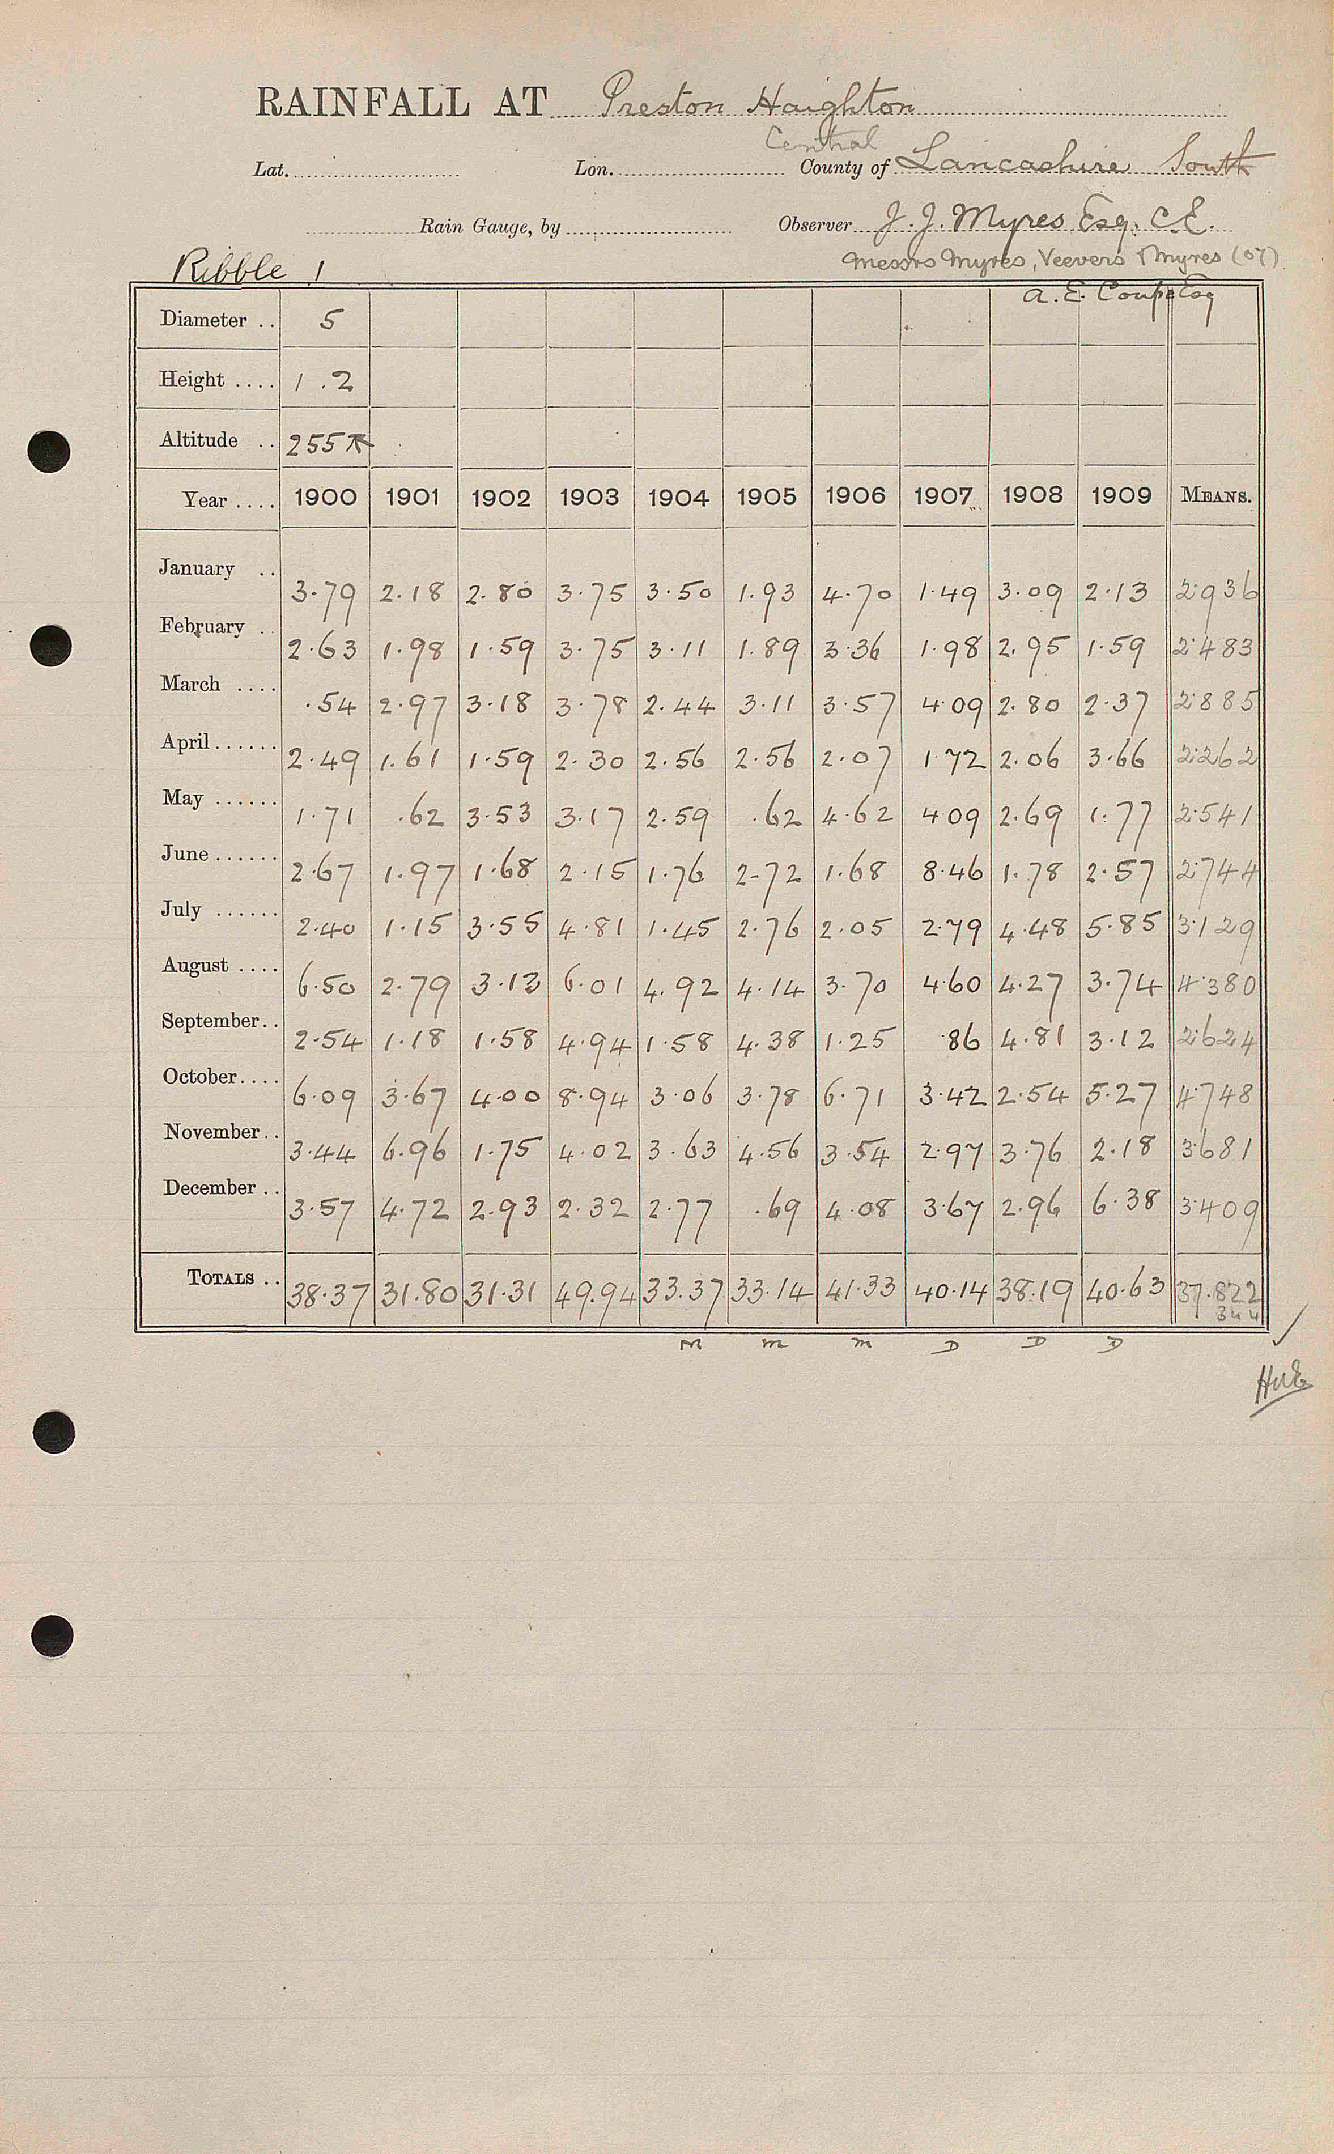 RAINFALL AT Preston Haighton
Central
Lat. Lon. County of Lancashire South
Rain Gauge, by Observer J. J. Myres Esq. C.E.
Messrs Myres, Veevers & Myres (07)
Ribble 1
A. E. Coupe Esq
Diameter .. 5
Height .... 1.2
Altitude .. 255
Year .... 1900 1901 1902 1903 1904 1905 1906 1907 1908 1909 MEANS.
January .. 3.79 2.18 2.80 3.75 3.50 1.93 4.70 1.49 3.09 2.13 2.936
February .. 2.63 1.98 1.59 3.75 3.11 1.89 3.36 1.98 2.95 1.59 2.483
March .... .54 2.97 3.18 3.78 2.44 3.11 3.57 4.09 2.80 2.37 2.885
April...... 2.49 1.61 1.59 2.30 2.56 2.56 2.07 1.72 2.06 3.66 2.262
May ...... 1.71 .62 3.53 3.17 2.59 .62 4.62 4.09 2.69 1.77 2.541
June...... 2.67 1.97 1.68 2.15 1.76 2.72 1.68 8.46 1.78 2.57 2.744
July ...... 2.40 1.15 3.55 4.81 1.45 2.76 2.05 2.79 4.48 5.85 3.129
August .... 6.50 2.79 3.13 6.01 4.92 4.14 3.70 4.60 4.27 3.74 4.380
September.. 2.54 1.18 1.58 4.94 1.58 4.38 1.25 .86 4.81 3.12 2.624
October.... 6.09 3.67 4.00 8.94 3.06 3.78 6.71 3.42 2.54 5.27 4.748
November.. 3.44 6.96 1.75 4.02 3.63 4.56 3.54 2.97 3.76 2.18 3.681
December .. 3.57 4.72 2.93 2.32 2.77 .69 4.08 3.67 2.96 6.38 3.409
TOTALS .. 38.37 31.80 31.31 49.94 33.37 33.14 41.33 40.14 38.19 40.63 37.822
M M M D D D